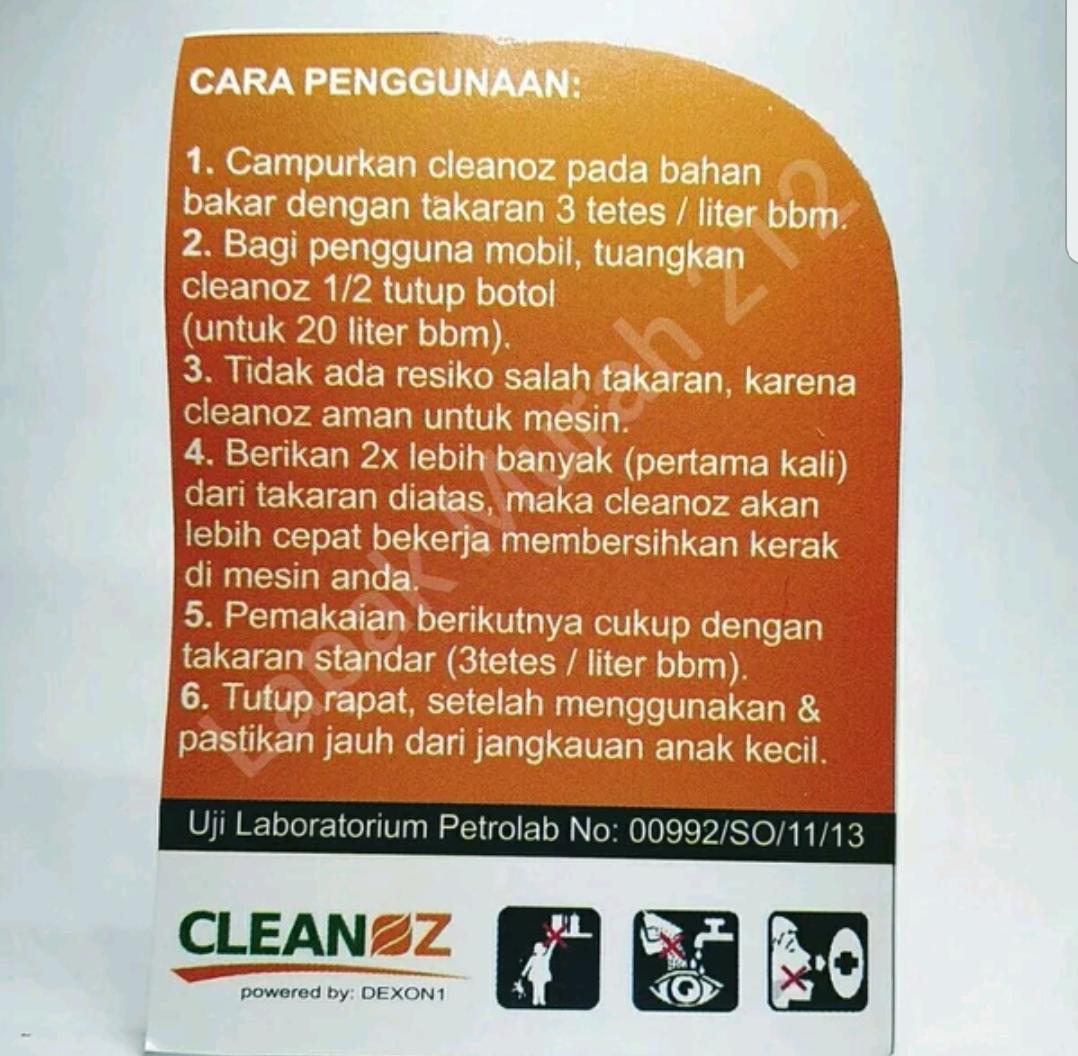 CARA PENGGUNAAN:
1. Campurkan cleanoz pada bahan
bakar dengan takaran 3 tetes / liter bbm.
2. Bagi pengguna mobil, tuangkan
cleanoz 1/2 tutup botol
(untuk 20 liter bbm).
3. Tidak ada resiko salah takaran, karena
cleanoz aman untuk mesin.
4. Berikan 2x lebih banyak (pertama kali)
dari takaran diatas, maka cleanoz akan
lebih cepat bekerja membersihkan kerak
di mesin anda.
5. Pemakaian berikutnya cukup dengan
takaran standar (3tetes / liter bbm).
6. Tutup rapat, setelah menggunakan &
pastikan jauh dari jangkauan anak kecil.
Lapak Murah 212
Uji Laboratorium Petrolab No: 00992/SO/11/13
CLEANOZ
powered by: DEXON1